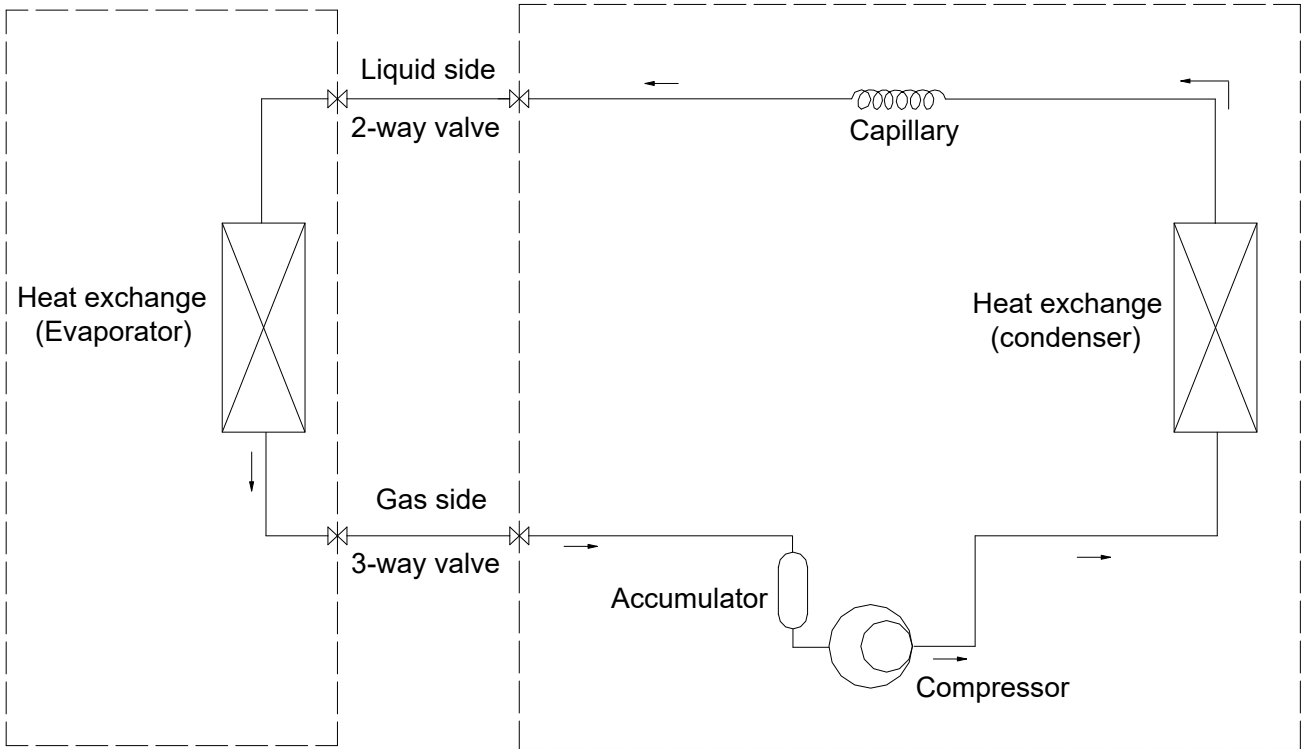 Liquid side
2-way valve
Capillary
Heat exchange
(Evaporator)
Heat exchange
(condenser)
Gas side
3-way valve
Accumulator
Compressor